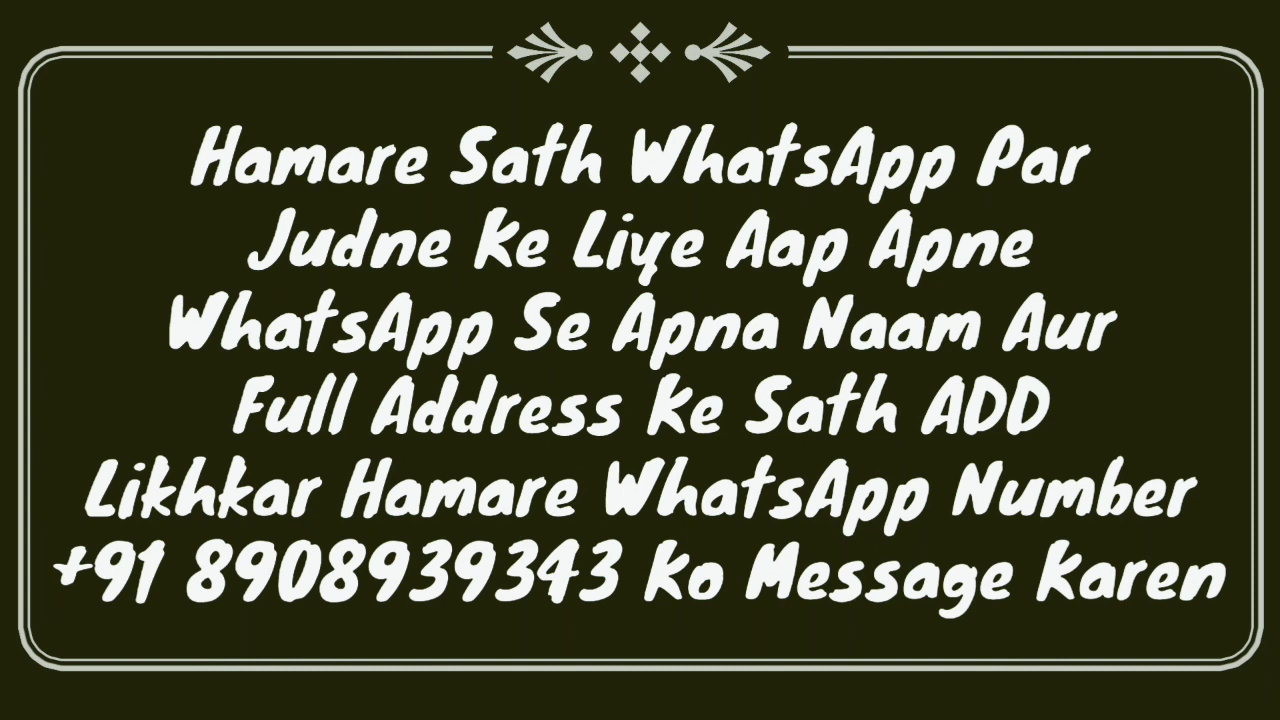 Hamare Sath WhatsApp Par
Judne Ke Liye Aap Apne
WhatsApp Se Apna Naam Aur
Full Address Ke Sath ADD
Likhkar Hamare WhatsApp Number
+91 8908939343 Ko Message Karen